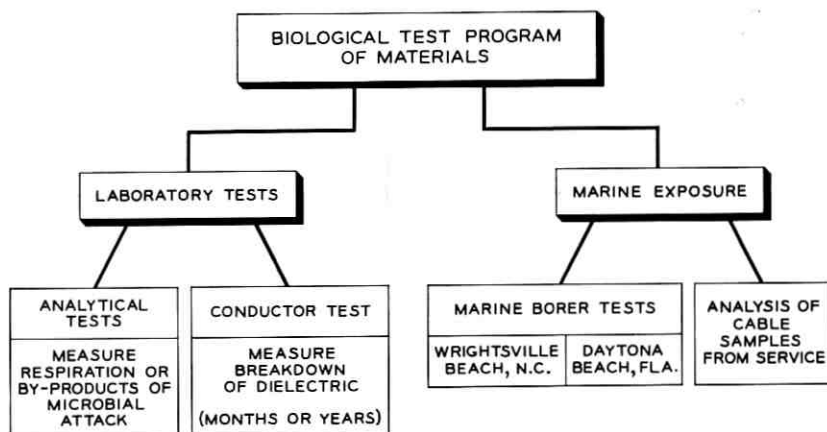 BIOLOGICAL TEST PROGRAM
OF MATERIALS
LABORATORY TESTS
MARINE EXPOSURE
ANALYTICAL
TESTS
MEASURE
RESPIRATION OR
BY-PRODUCTS OF
MICROBIAL
ATTACK
CONDUCTOR TEST
MEASURE
BREAKDOWN
OF DIELECTRIC
(MONTHS OR YEARS)
MARINE BORER TESTS
WRIGHTSVILLE
BEACH, N.C.
DAYTONA
BEACH, FLA.
ANALYSIS OF
CABLE
SAMPLES
FROM SERVICE